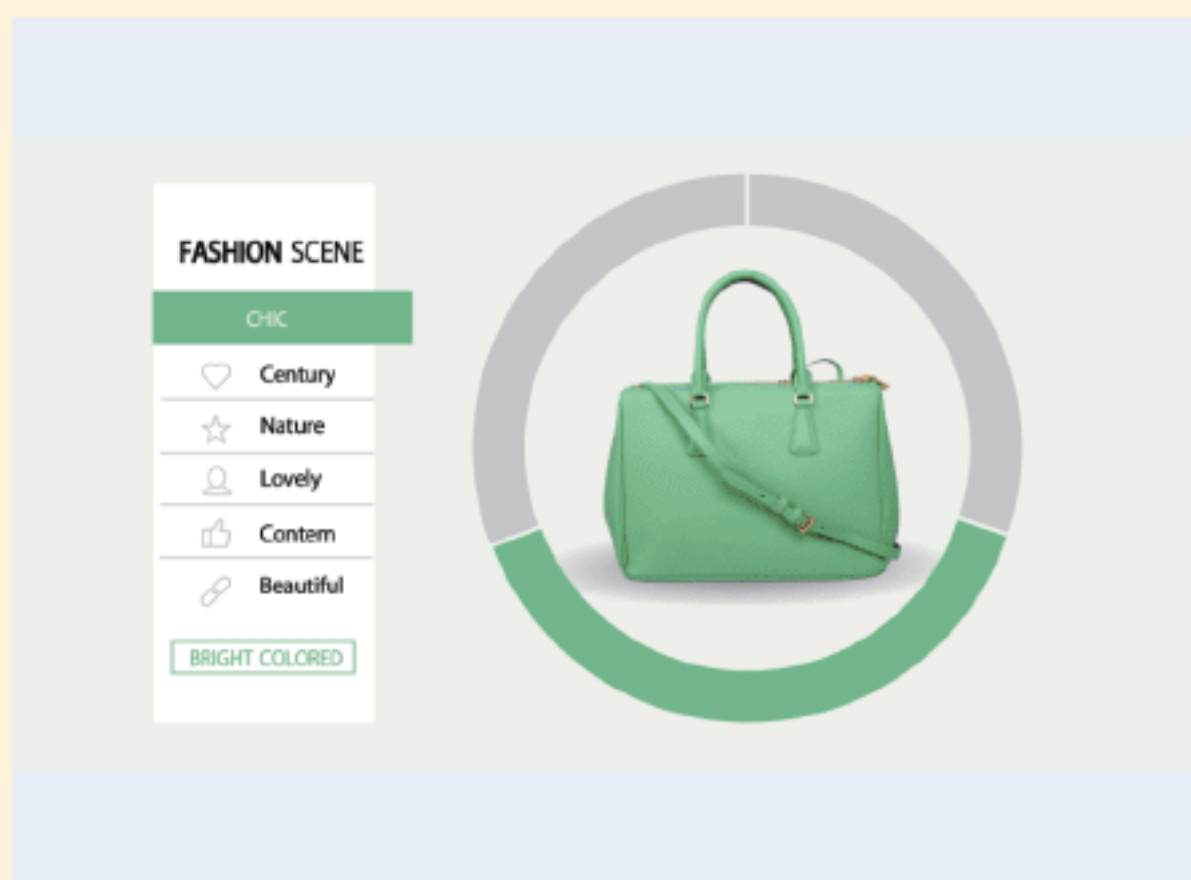 FASHION SCENE
CHIC
Century
Nature
Lovely
Contem
Beautiful
BRIGHT COLORED